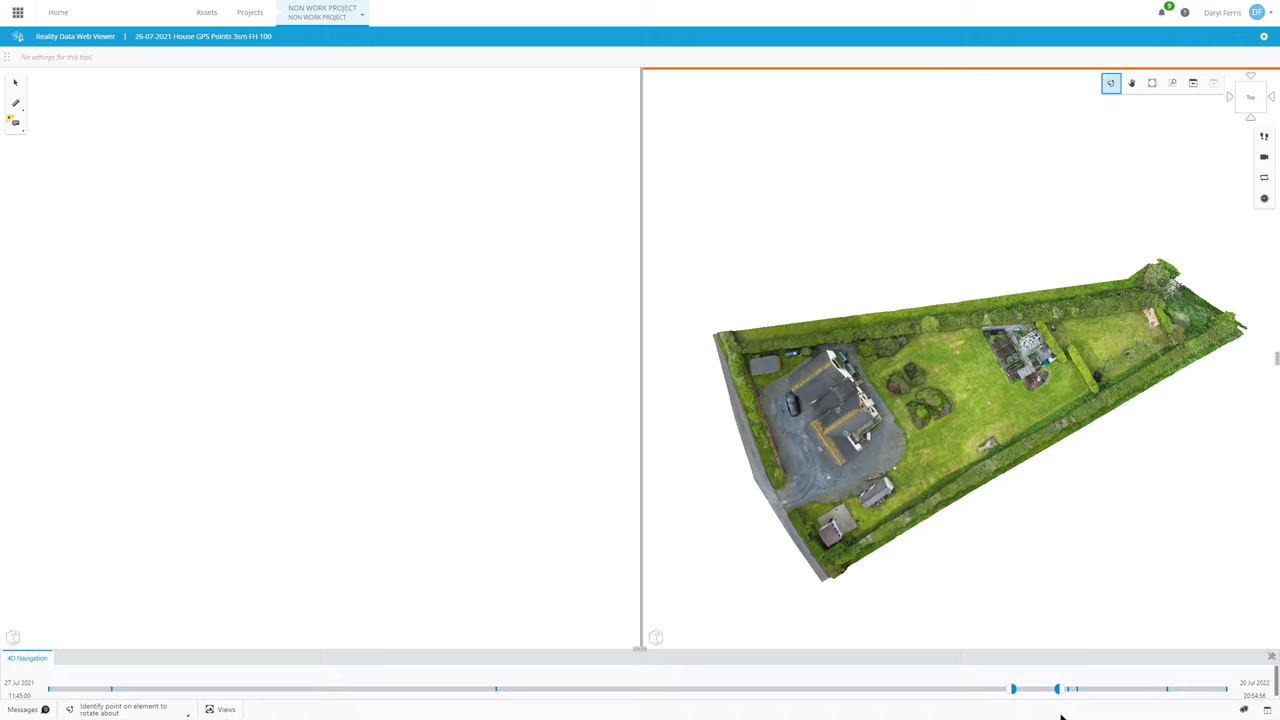 Home
Assets
Projects
NON WORK PROJECT
NON WORK PROJECT
9
Daryl Ferris
DF
Reality Data Web Viewer
26-07-2021 House GPS Points 3sm FH 100
No settings for this tool.
Top
4D Navigation
27 Jul 2021
11:45:00
20 Jul 2022
20:54:56
Messages
Identify point on element to
rotate about
Views